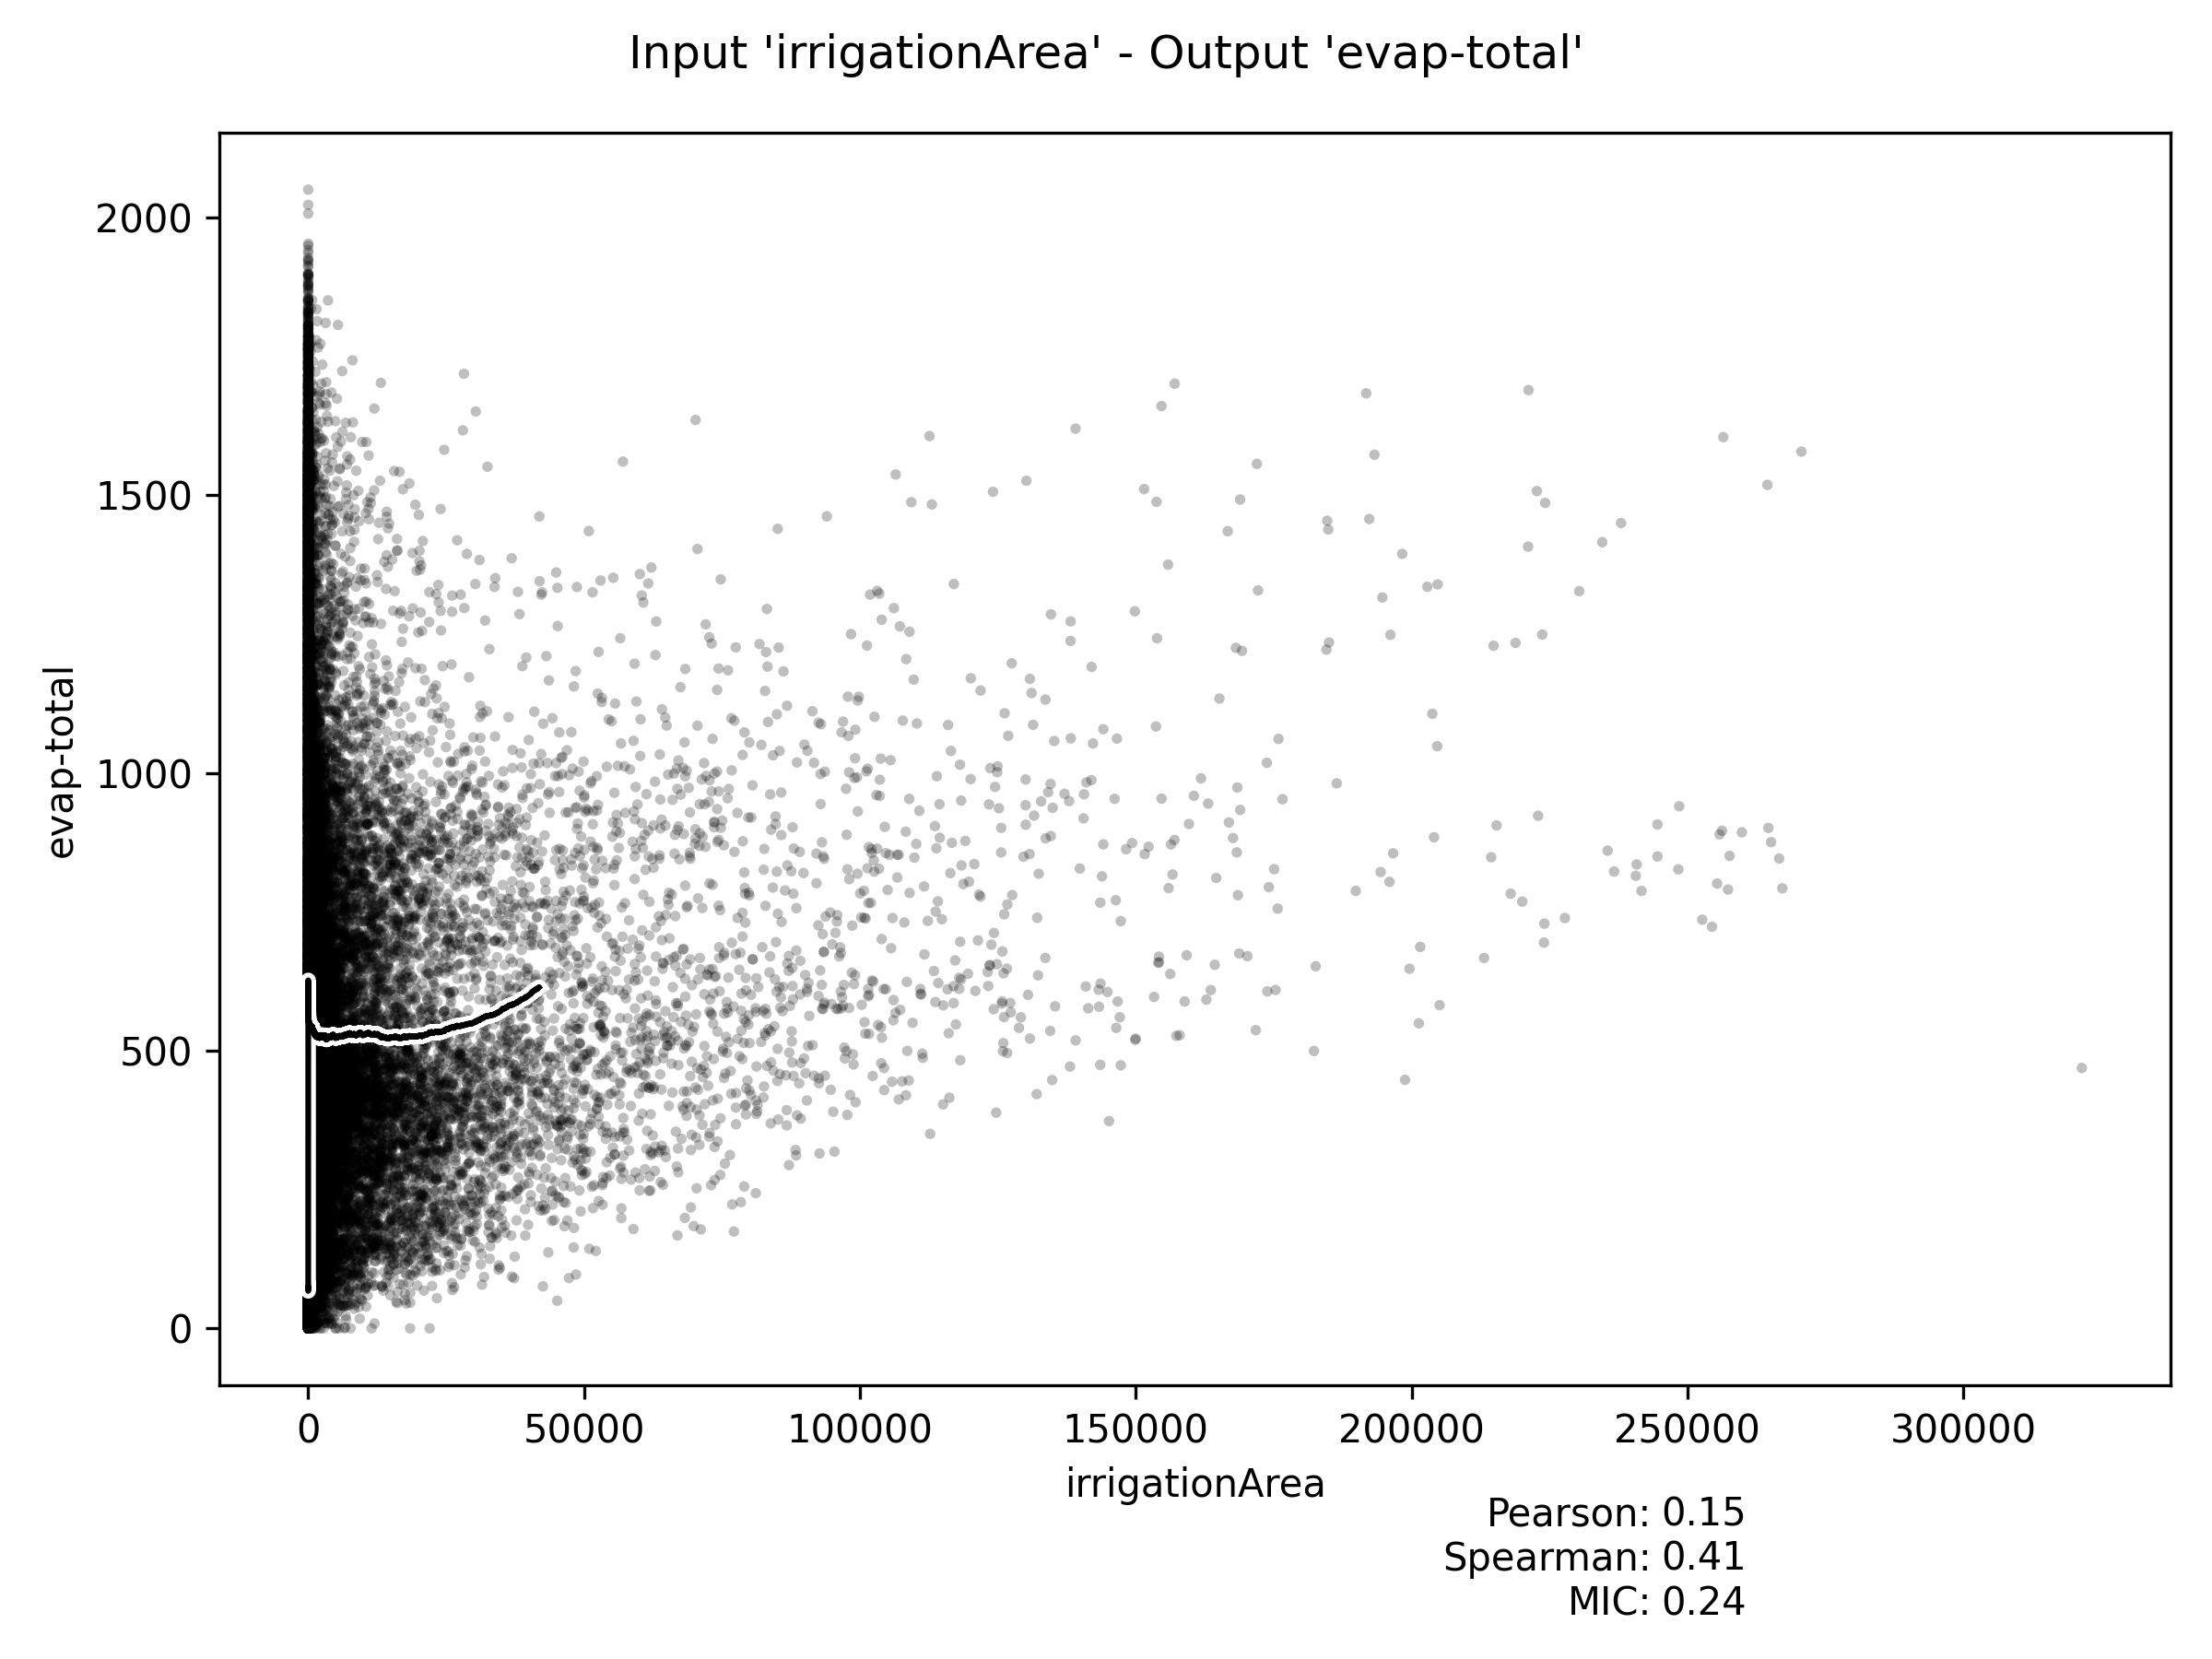 Input 'irrigationArea' - Output 'evap-total'
2000
1500
1000
500
0
evap-total
0 50000 100000 150000 200000 250000 300000
irrigationArea
Pearson: 0.15
Spearman: 0.41
MIC: 0.24